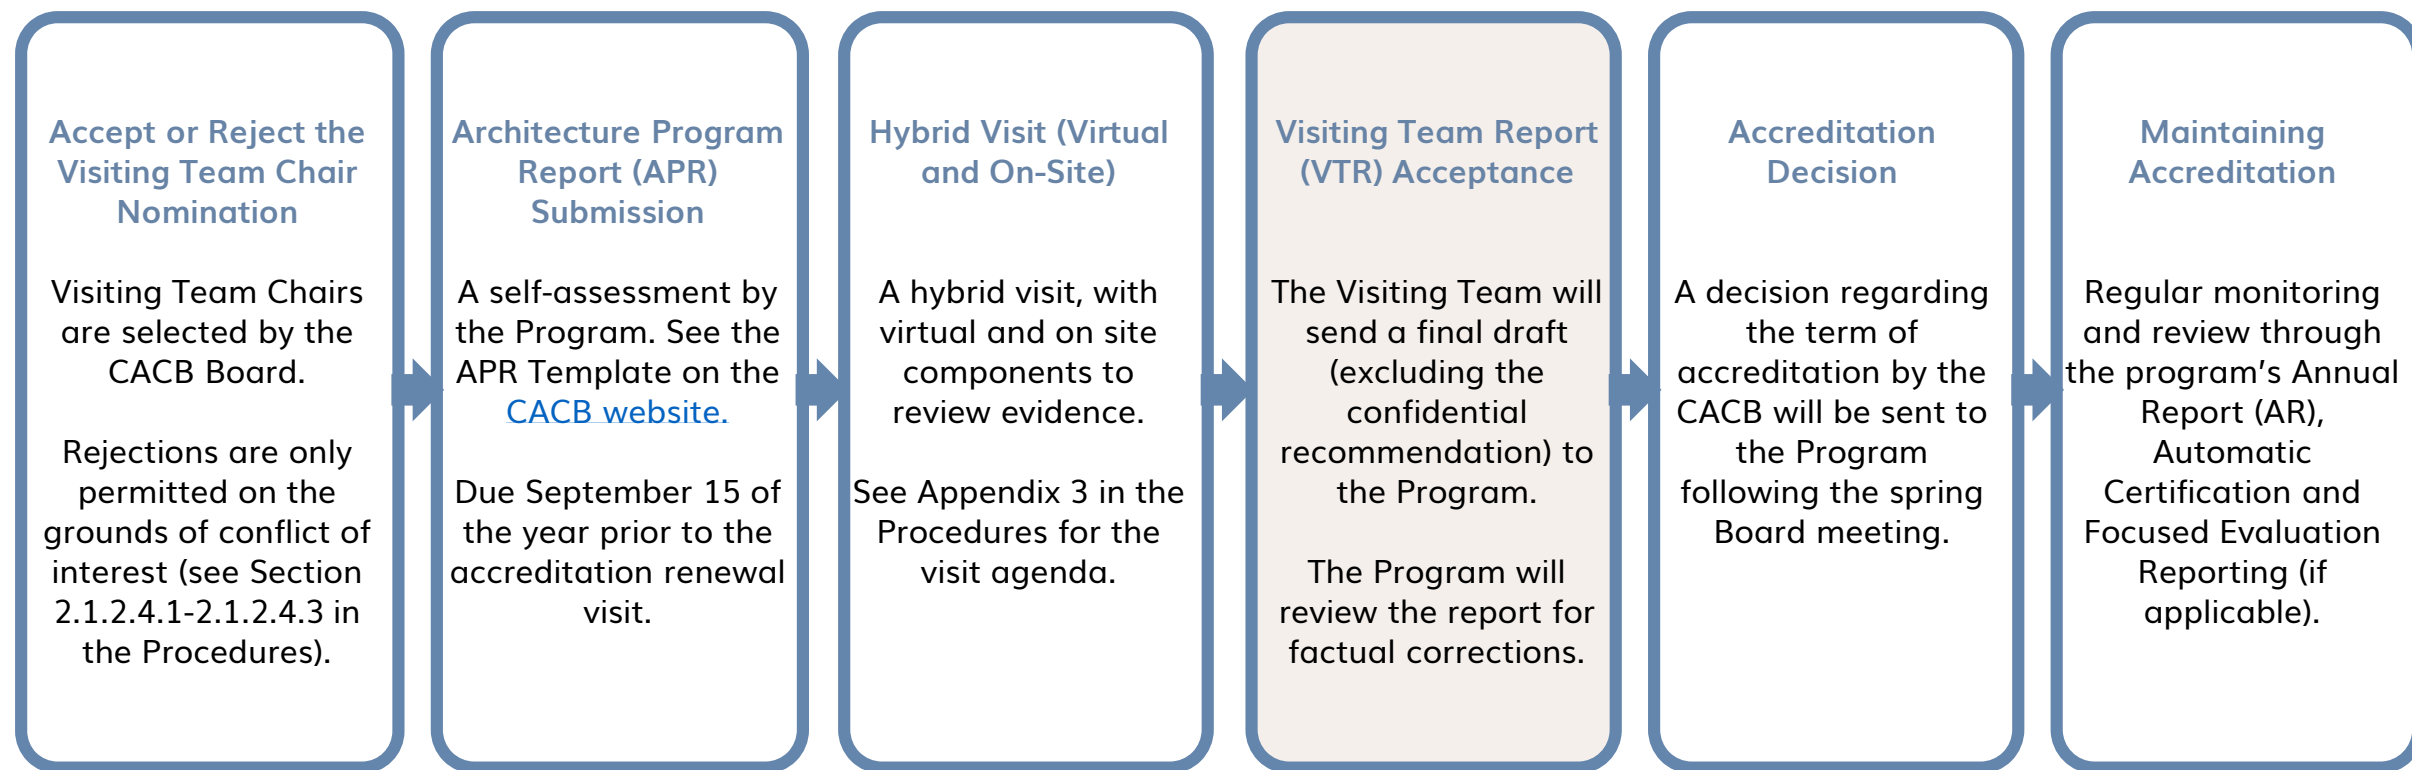 Accept or Reject the
Visiting Team Chair
Nomination
Visiting Team Chairs
are selected by the
CACB Board.
Rejections are only
permitted on the
grounds of conflict of
interest (see Section
2.1.2.4.1-2.1.2.4.3 in
the Procedures).
Architecture Program
Report (APR)
Submission
A self-assessment by
the Program. See the
APR Template on the
CACB website.
Due September 15 of
the year prior to the
accreditation renewal
visit.
Hybrid Visit (Virtual
and On-Site)
A hybrid visit, with
virtual and on site
components to
review evidence.
See Appendix 3 in the
Procedures for the
visit agenda.
Visiting Team Report
(VTR) Acceptance
The Visiting Team will
send a final draft
(excluding the
confidential
recommendation) to
the Program.
The Program will
review the report for
factual corrections.
Accreditation
Decision
A decision regarding
the term of
accreditation by the
CACB will be sent to
the Program
following the spring
Board meeting.
Maintaining
Accreditation
Regular monitoring
and review through
the program's Annual
Report (AR),
Automatic
Certification and
Focused Evaluation
Reporting (if
applicable).